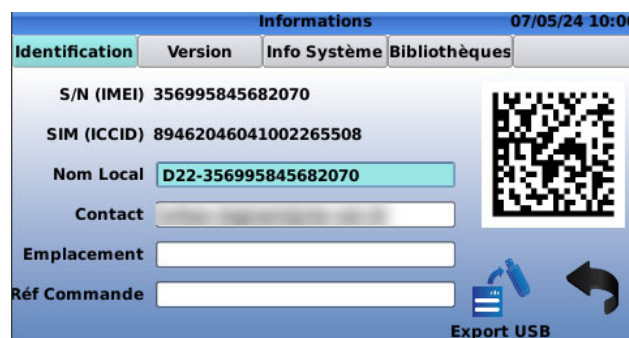 Informations 07/05/24 10:00
Identification Version Info Système Bibliothèques
S/N (IMEI) 356995845682070
SIM (ICCID) 89462046041002265508
Nom Local D22-356995845682070
Contact
Emplacement
Réf Commande
Export USB